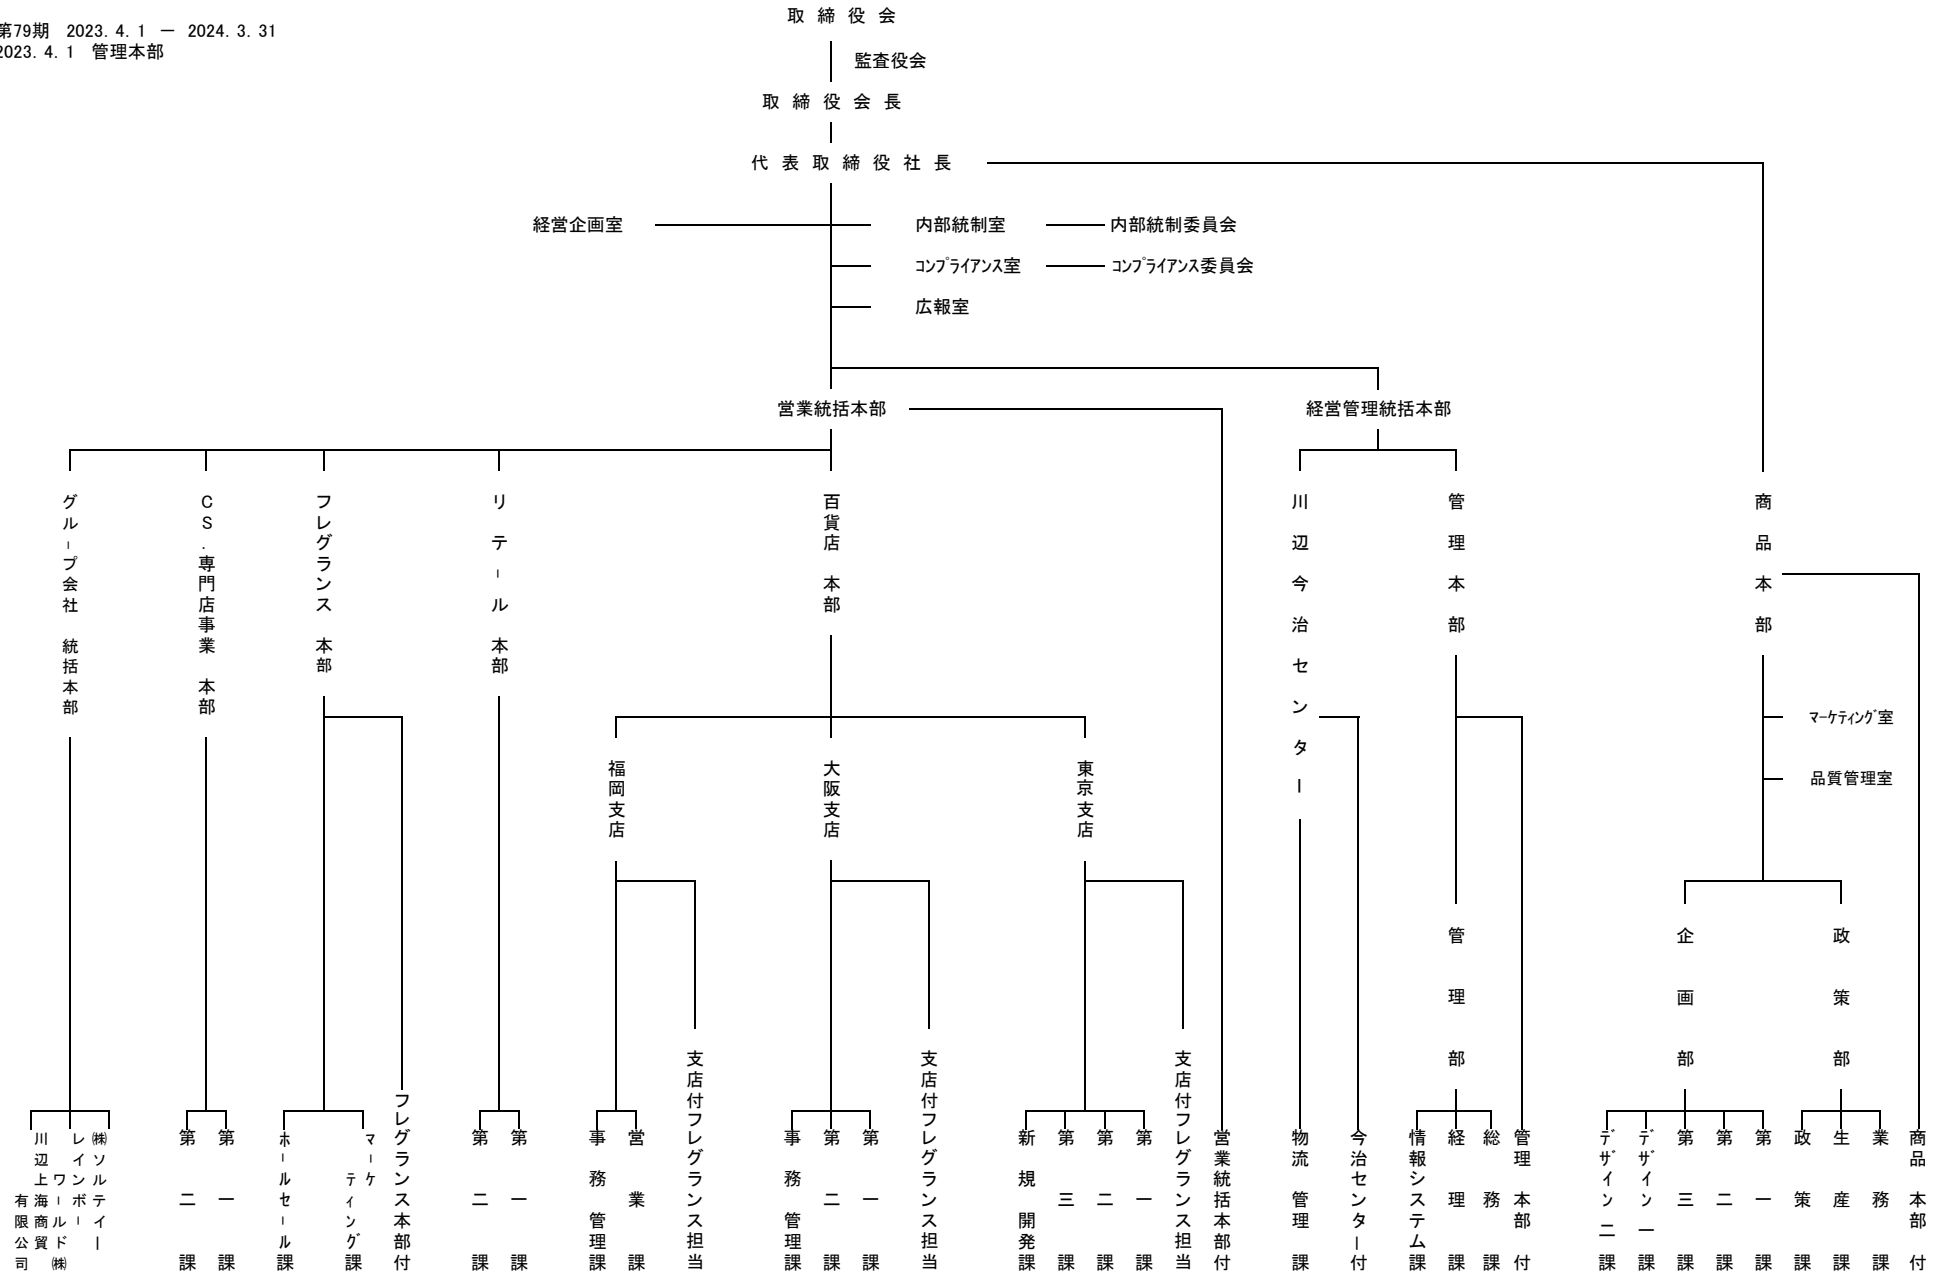 第79期 2023.4.1 － 2024.3.31
2023.4.1 管理本部
取締役会
監査役会
取締役会長
代表取締役社長
経営企画室
内部統制室
内部統制委員会
コンプライアンス室
コンプライアンス委員会
広報室
営業統括本部
経営管理統括本部
グループ会社 統括本部
CS.専門店事業 本部
フレグランス 本部
リテール 本部
百貨店 本部
川辺今治センター
管理本部
商品本部
マーケティング室
品質管理室
福岡支店
大阪支店
東京支店
管理部
企画部
政策部
川辺上海商貿有限公司
レインボーワールド㈱
㈱ソルテイー
第二課
第一課
ホールセール課
マーケティング課
フレグランス本部付
第二課
第一課
事務管理課
営業課
支店付フレグランス担当
事務管理課
第二課
第一課
支店付フレグランス担当
新規開発課
第三課
第二課
第一課
支店付フレグランス担当
営業統括本部付
物流管理課
今治センター付
情報システム課
経理課
総務課
管理本部付
デザイン二課
デザイン一課
第三課
第二課
第一課
政策課
生産課
業務課
商品本部付